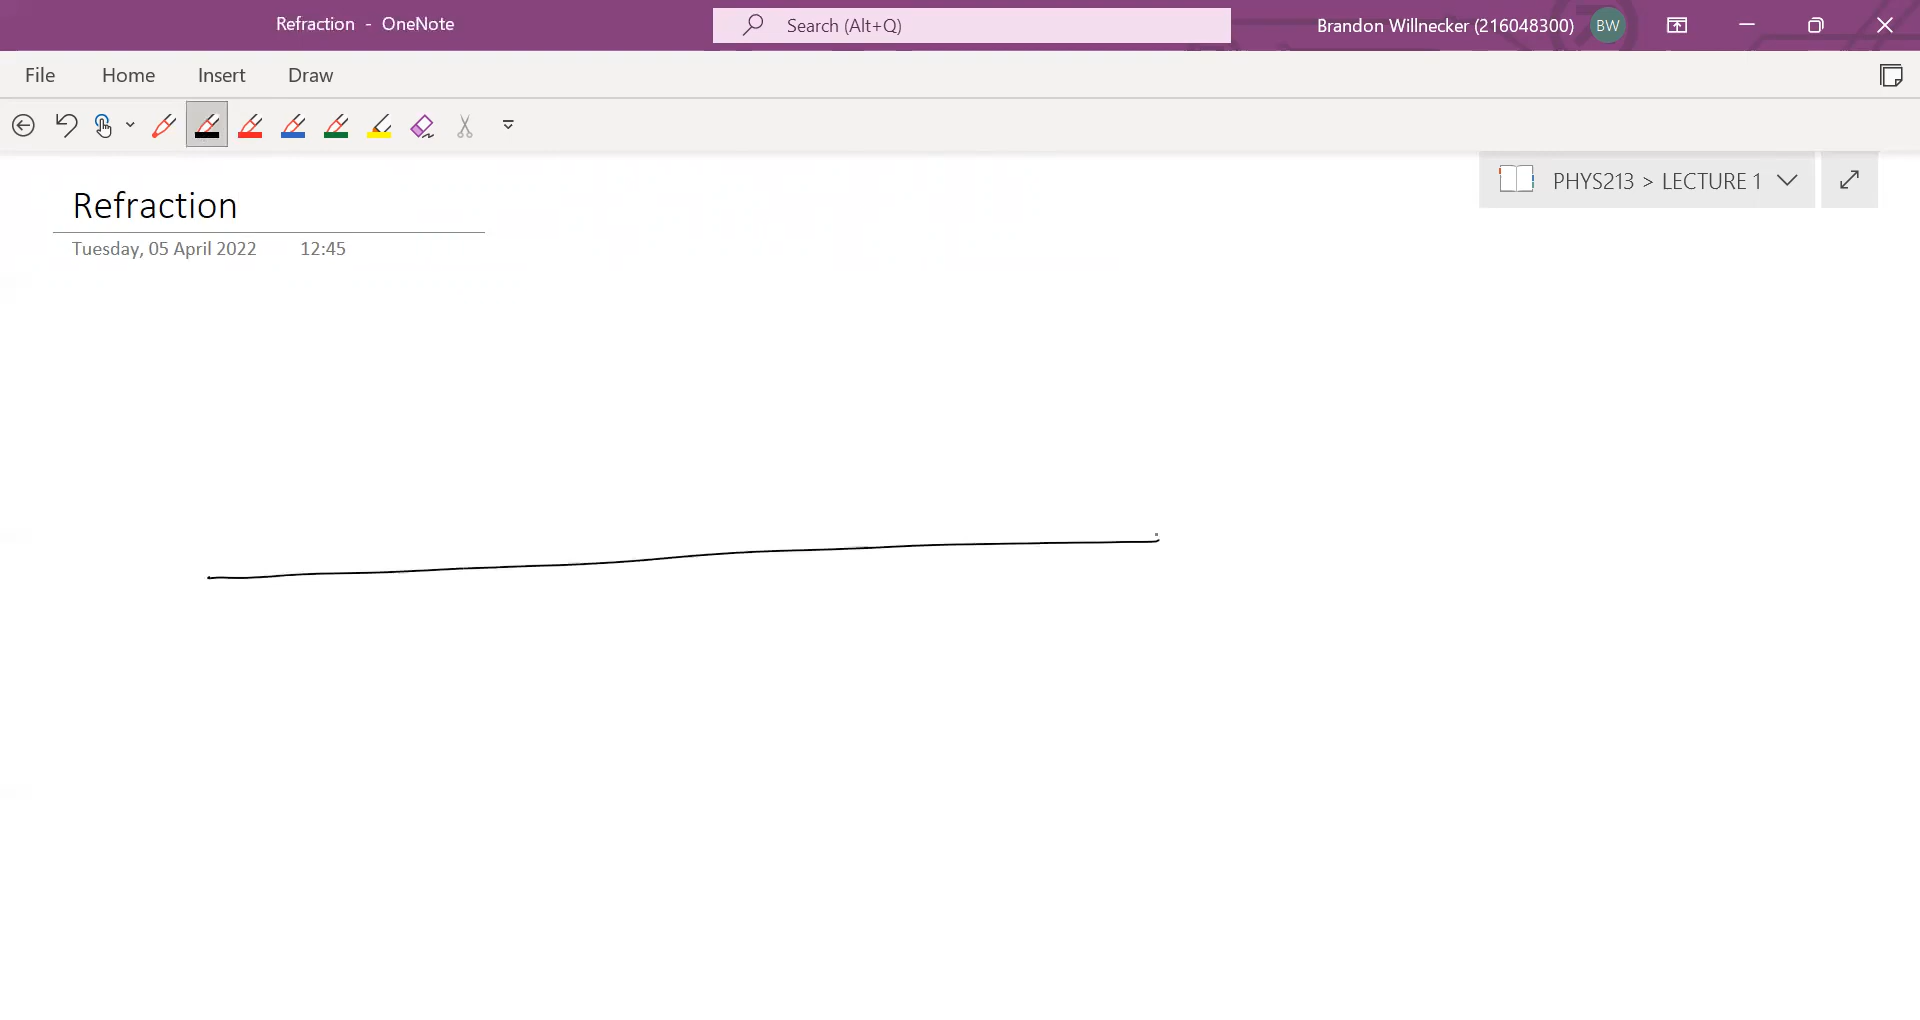 Refraction - OneNote
Search (Alt+Q)
Brandon Willnecker (216048300)
BW
File Home Insert Draw
PHYS213 > LECTURE 1
Refraction
Tuesday, 05 April 2022 12:45